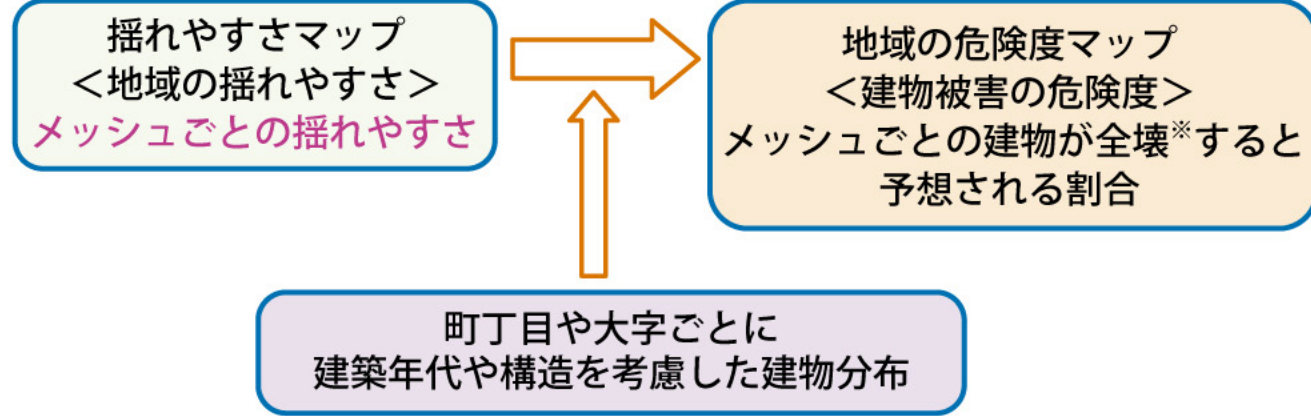 揺れやすさマップ
＜地域の揺れやすさ＞
メッシュごとの揺れやすさ
地域の危険度マップ
＜建物被害の危険度＞
メッシュごとの建物が全壊※すると
予想される割合
町丁目や大字ごとに
建築年代や構造を考慮した建物分布